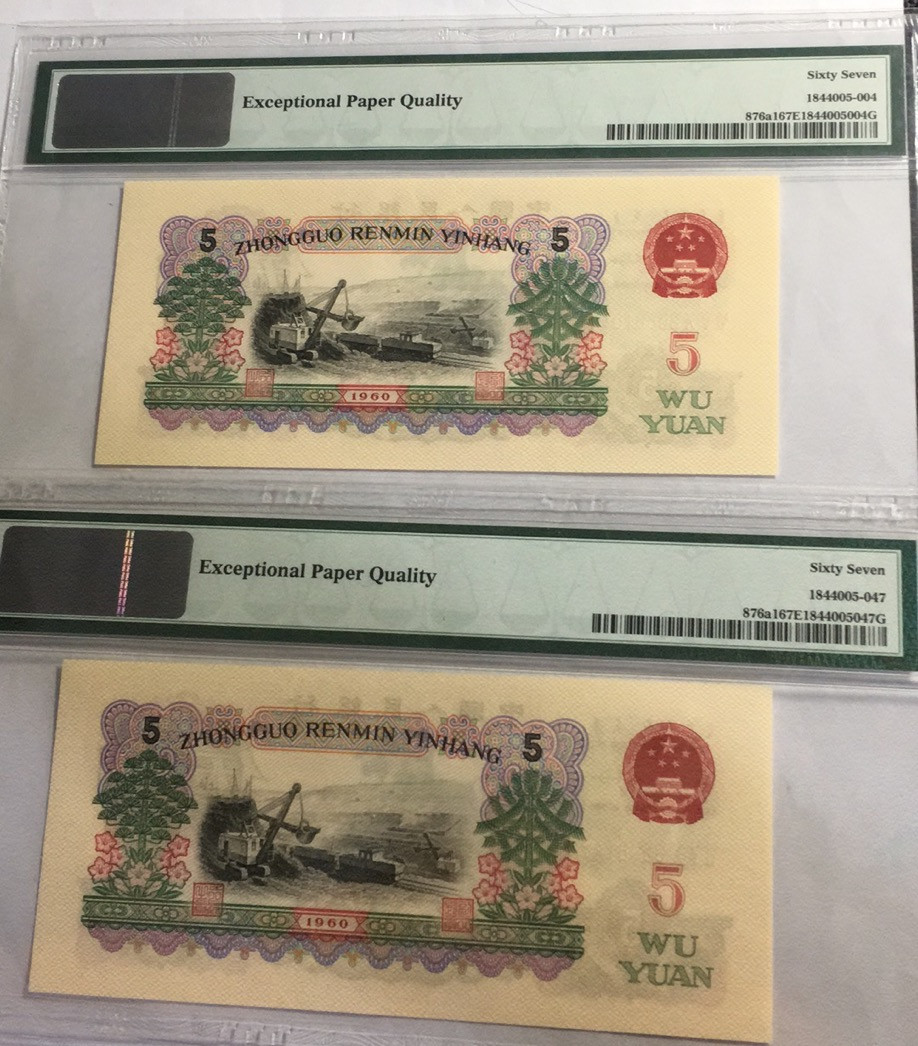 Exceptional Paper Quality
Sixty Seven
1844005-004
876a167E1844005004G
5 ZHONGGUO RENMIN YINHANG 5
5
1960
WU
YUAN
Exceptional Paper Quality
Sixty Seven
1844005-047
876a167E1844005047G
5 ZHONGGUO RENMIN YINHANG 5
5
1960
WU
YUAN